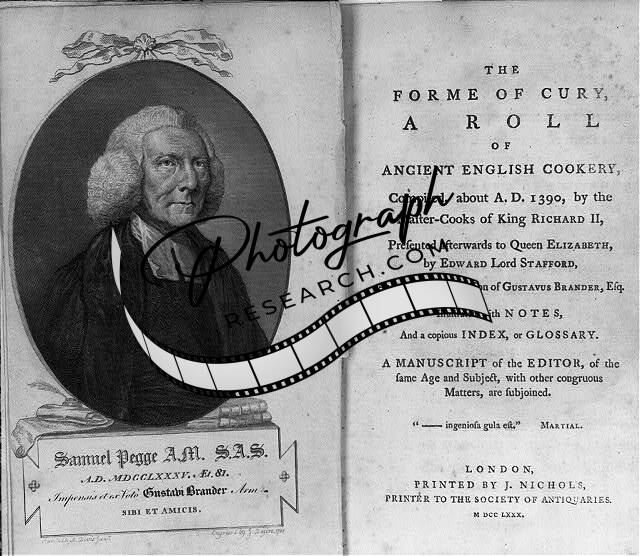 Samuel Pegge A.M. S.A.S.
A.D. MDCCLXXXV. Æt. 81.
Impensis et ex Voto Gustavi Brander Arm.
SIBI ET AMICIS.
THE
FORME OF CURY,
A ROLL
OF
ANCIENT ENGLISH COOKERY,
Compiled about A. D. 1390, by the
Master-Cooks of King RICHARD II,
Presented afterwards to Queen ELIZABETH,
by EDWARD Lord STAFFORD,
of GUSTAVUS BRANDER, Eſq.
with NOTES,
And a copious INDEX, or GLOSSARY.
A MANUSCRIPT of the EDITOR, of the
ſame Age and Subject, with other congruous
Matters, are ſubjoined.
“—— ingenioſa gula eſt.” MARTIAL.
LONDON,
PRINTED BY J. NICHOLS,
PRINTER TO THE SOCIETY OF ANTIQUARIES.
M DCC LXXX.
Photograph
RESEARCH.COM